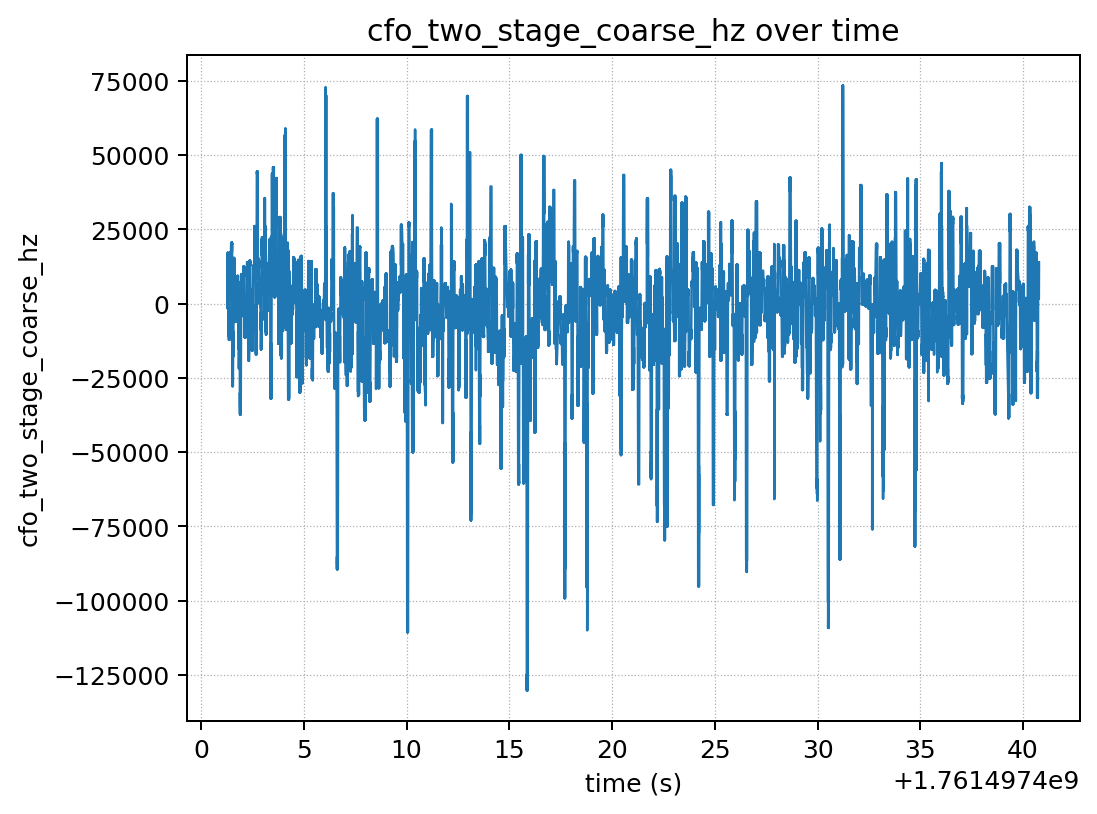 cfo_two_stage_coarse_hz over time
cfo_two_stage_coarse_hz
75000
50000
25000
0
−25000
−50000
−75000
−100000
−125000
0 5 10 15 20 25 30 35 40
time (s)
+1.7614974e9